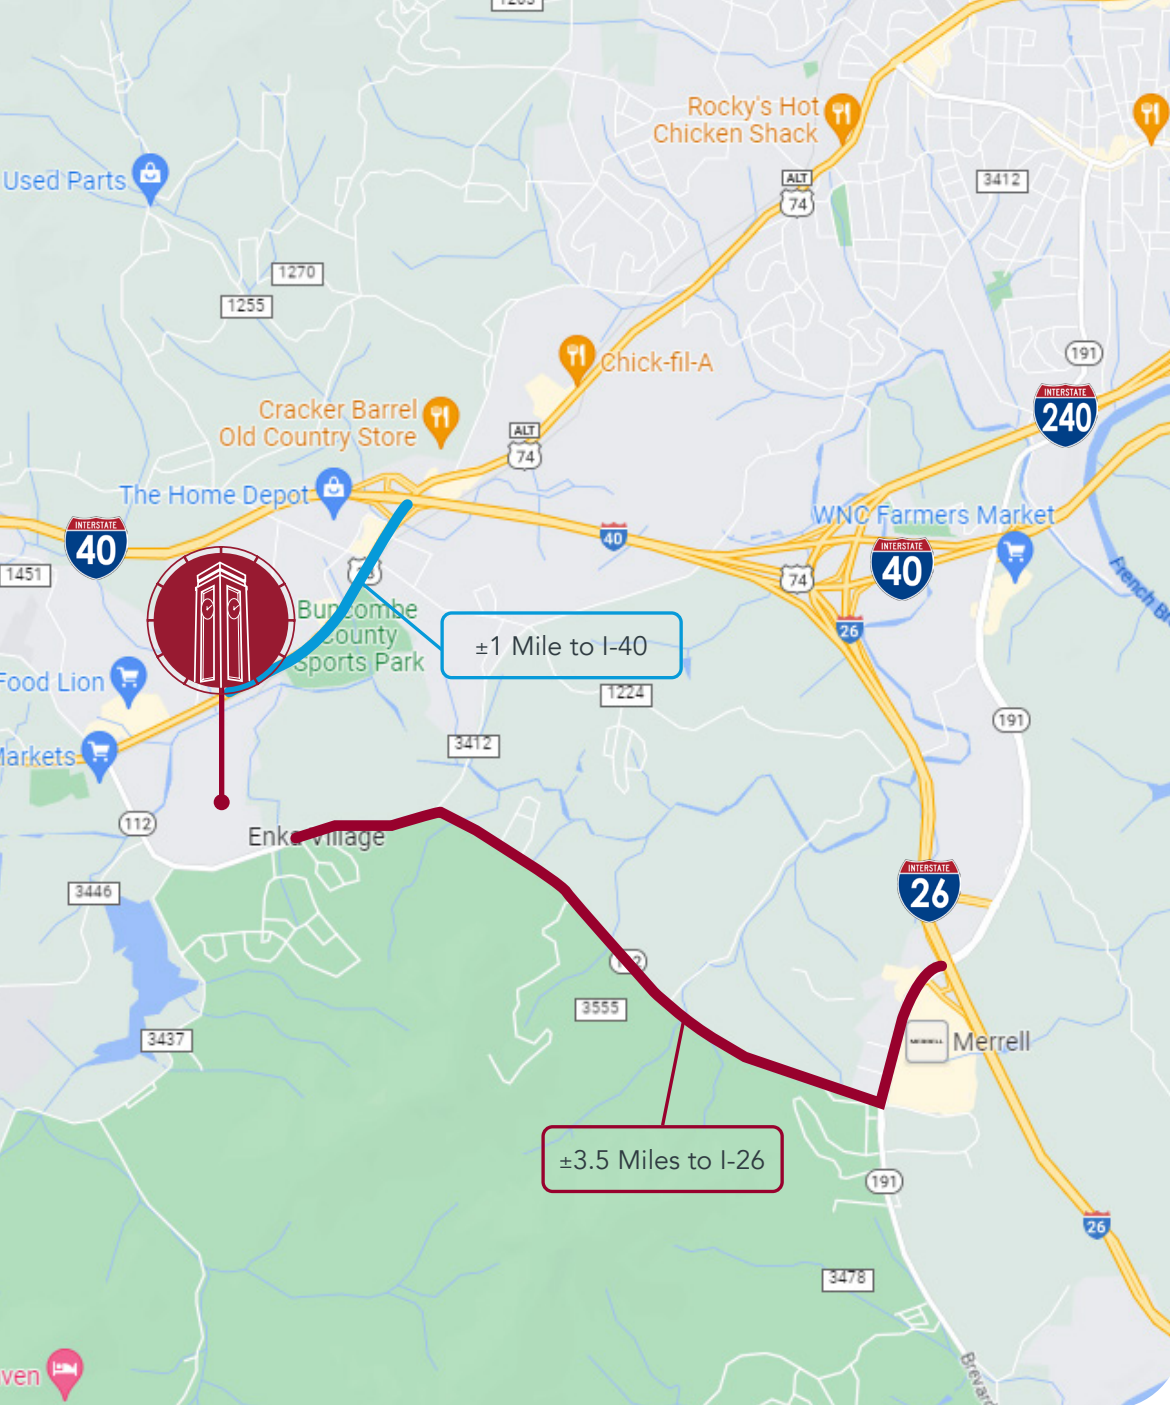 1203
Rocky's Hot
Chicken Shack
Used Parts
ALT
74
3412
1270
1255
191
Chick-fil-A
INTERSTATE
240
Cracker Barrel
Old Country Store
ALT
74
The Home Depot
WNC Farmers Market
INTERSTATE
40
40
INTERSTATE
40
1451
74
French
Buncombe
County
Sports Park
±1 Mile to I-40
26
Food Lion
1224
191
Markets
3412
112
Enka Village
3446
INTERSTATE
26
3555
3437
MERRELL
Merrell
±3.5 Miles to I-26
191
26
3478